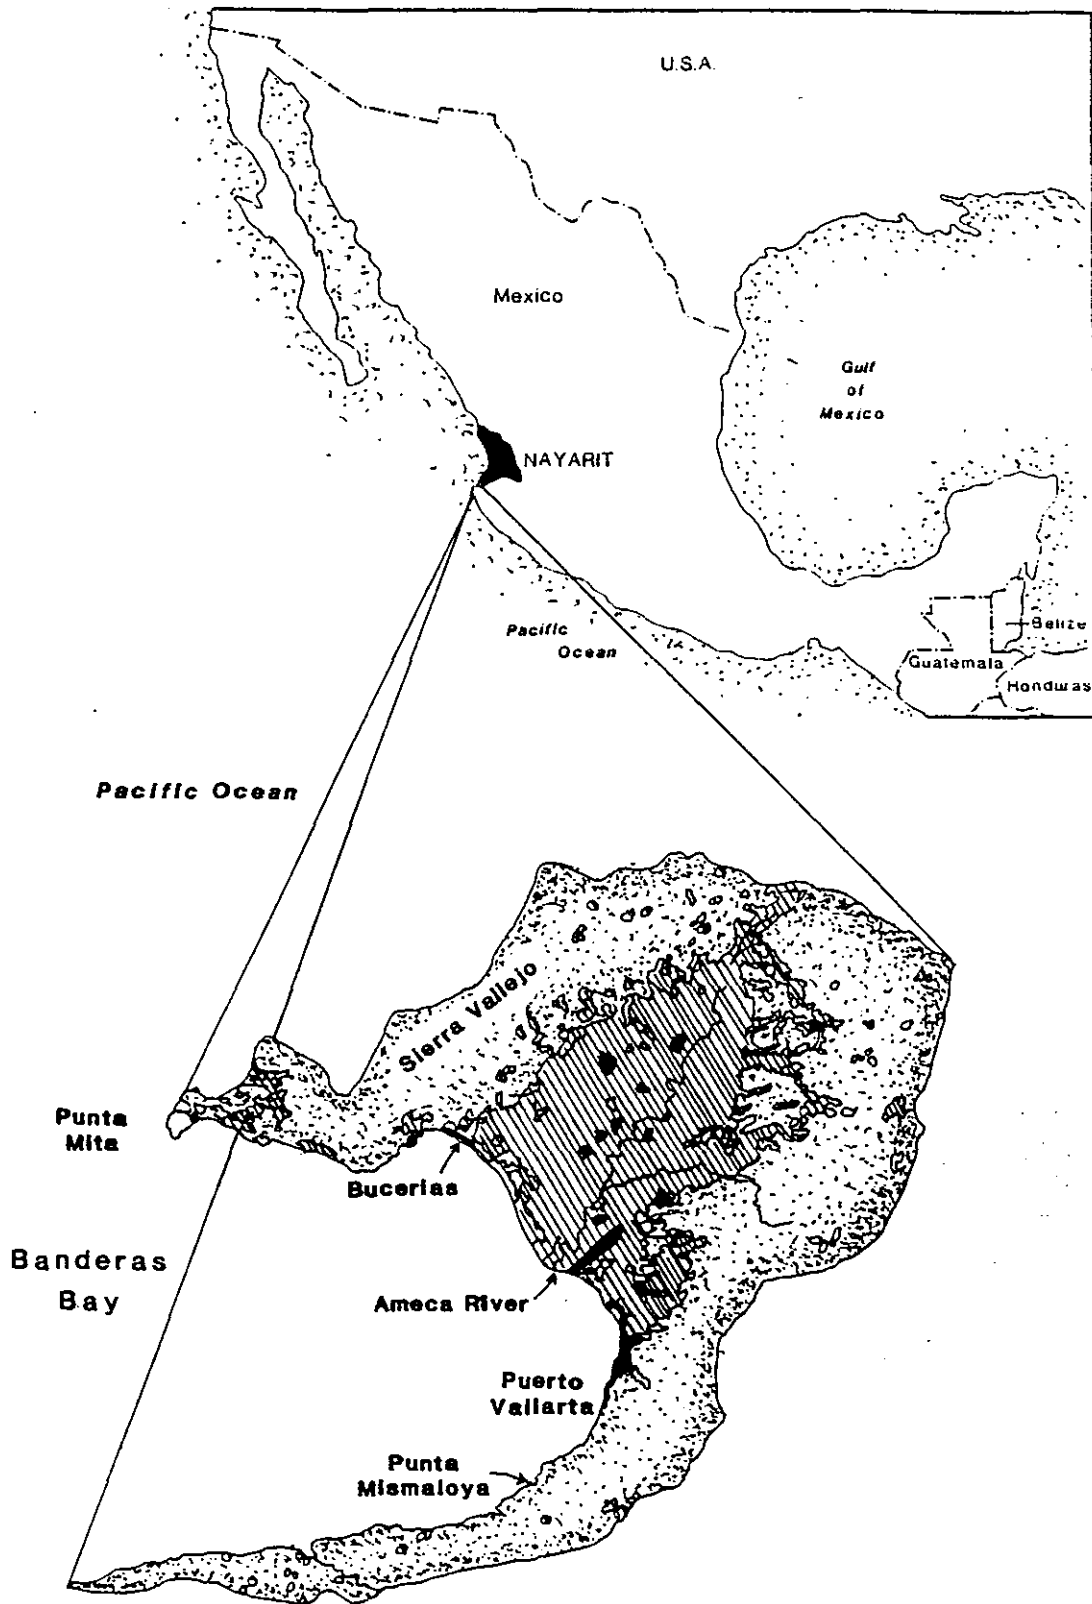 U.S.A.
Mexico
Gulf
of
Mexico
NAYARIT
Pacific
Ocean
Belize
Guatemala
Honduras
Pacific Ocean
Sierra Vallejo
Punta
Mita
Bucerias
Banderas
Bay
Ameca River
Puerto
Vallarta
Punta
Mismaloya